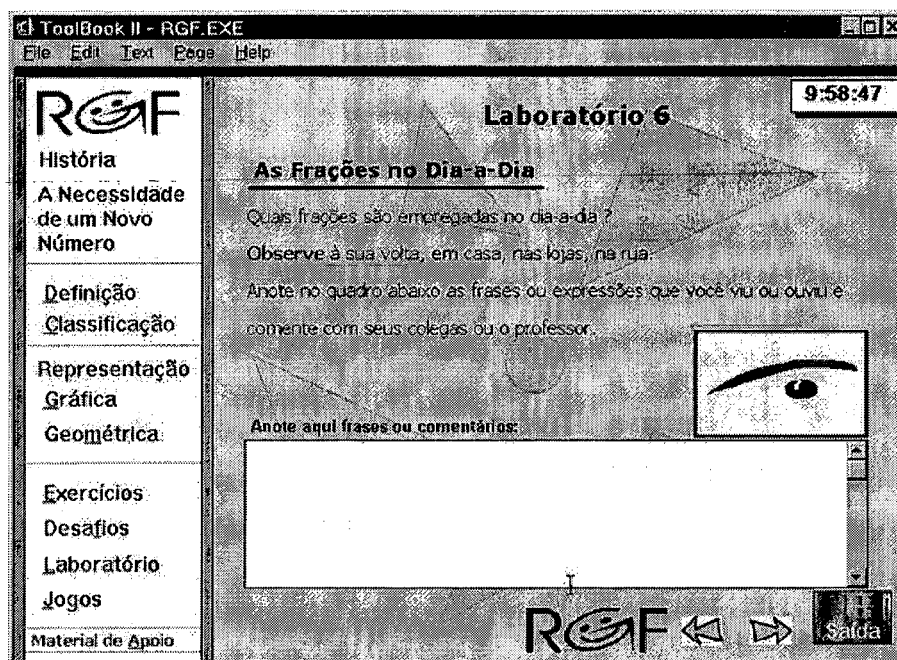 ToolBook II - RGF.EXE
File Edit Text Page Help
RGF
História
A Necessidade
de um Novo
Número
Definição
Classificação
Representação
Gráfica
Geométrica
Exercícios
Desafios
Laboratório
Jogos
Material de Apoio
9:58:47
Laboratório 6
As Frações no Dia-a-Dia
Quais frações são empregadas no dia-a-dia ?
Observe à sua volta, em casa, nas lojas, na rua.
Anote no quadro abaixo as frases ou expressões que você viu ou ouviu e
comente com seus colegas ou o professor.
Anote aqui frases ou comentários:
RGF
Saída